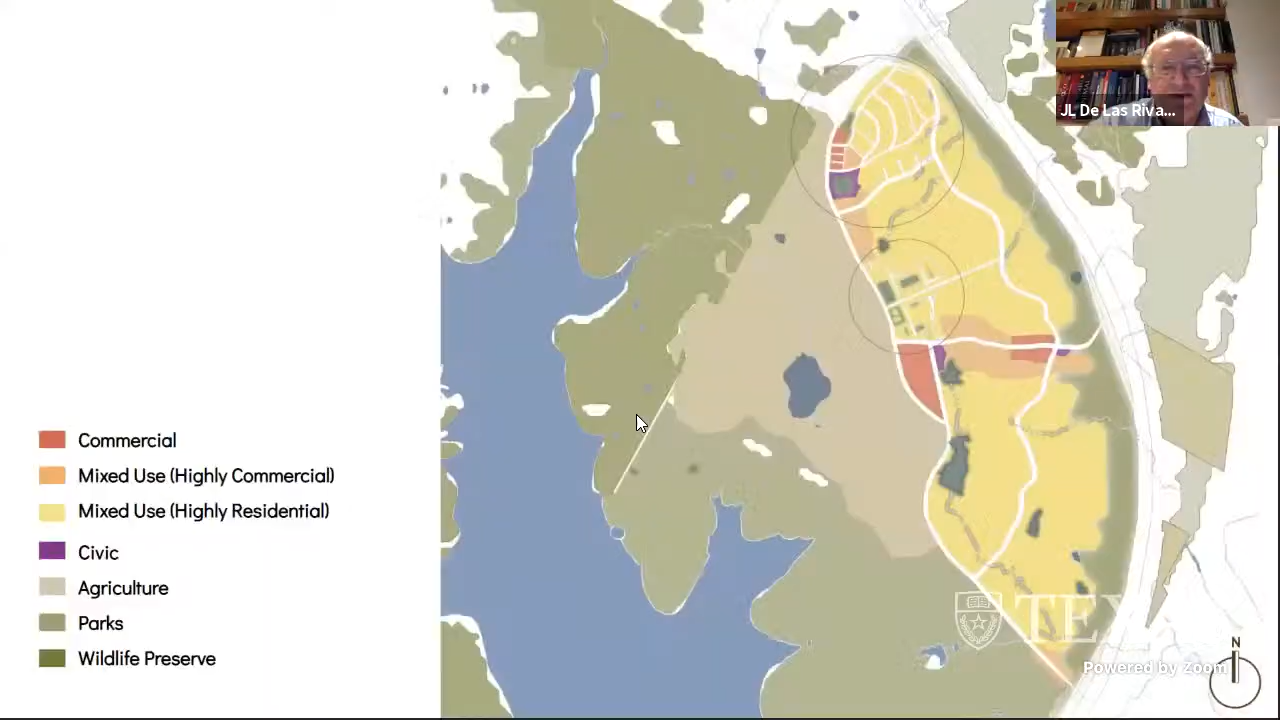 JL De Las Riva...
Commercial
Mixed Use (Highly Commercial)
Mixed Use (Highly Residential)
Civic
Agriculture
Parks
Wildlife Preserve
N
Powered by Zoom